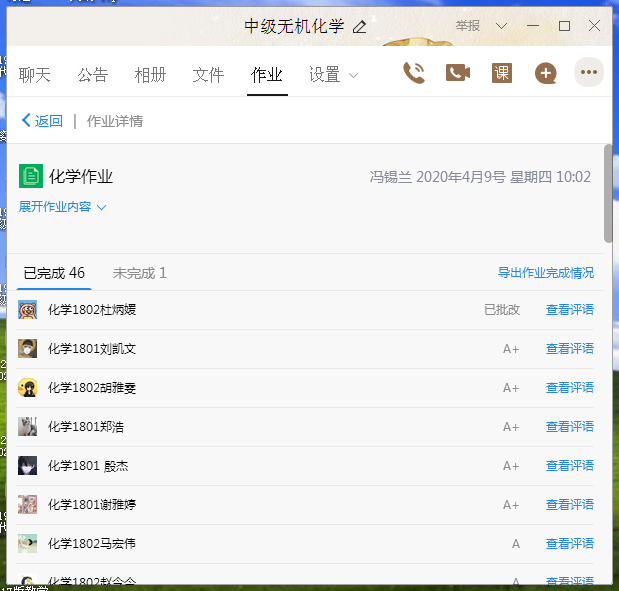 中级无机化学
举报
聊天 公告 相册 文件 作业 设置
课
返回 | 作业详情
化学作业
冯锡兰 2020年4月9号 星期四 10:02
展开作业内容
已完成 46 未完成 1 导出作业完成情况
化学1802杜炳媛 已批改 查看评语
化学1801刘凯文 A+ 查看评语
化学1802胡雅雯 A+ 查看评语
化学1801郑浩 A+ 查看评语
化学1801 殷杰 A+ 查看评语
化学1801谢雅婷 A+ 查看评语
化学1802马宏伟 A 查看评语
化学1802赵令令 A 查看评语